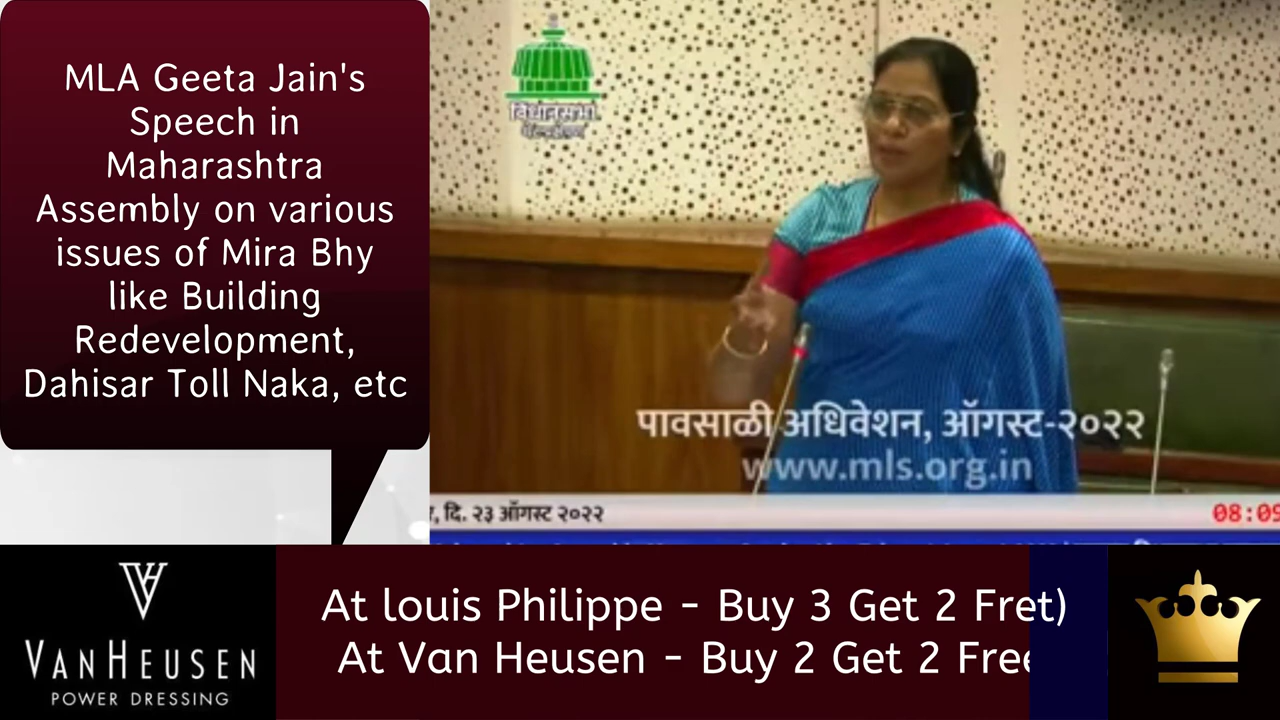 MLA Geeta Jain's
Speech in
Maharashtra
Assembly on various
issues of Mira Bhy
like Building
Redevelopment,
Dahisar Toll Naka, etc
विधानसभा
पावसाळी अधिवेशन, ऑगस्ट-२०२२
www.mls.org.in
, दि. २३ ऑगस्ट २०२२
08:09
VANHEUSEN
POWER DRESSING
At louis Philippe - Buy 3 Get 2 Fret)
At Van Heusen - Buy 2 Get 2 Free